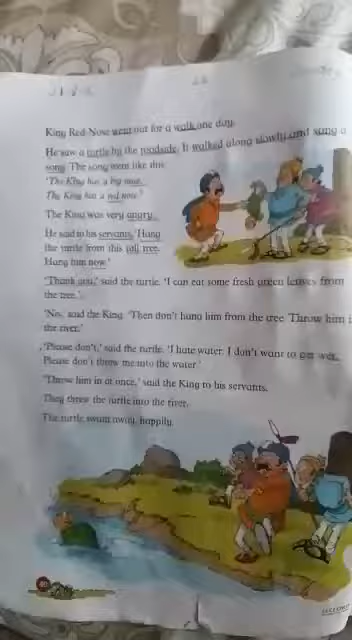 King Red-Nose went out for a walk one day.
He saw a turtle by the roadside. It walked along slowly and sang a
song. The song went like this:
'The King has a big nose.
The King has a red nose.'
The King was very angry.
He said to his servants, 'Hang
the turtle from this tall tree.
Hang him now.'
'Thank you,' said the turtle. 'I can eat some fresh green leaves from
the tree.'
'No,' said the King. 'Then don't hang him from the tree. Throw him i
the river.'
'Please don't,' said the turtle. 'I hate water. I don't want to get wet.
Please don't throw me into the water.'
'Throw him in at once,' said the King to his servants.
They threw the turtle into the river.
The turtle swam away, happily.